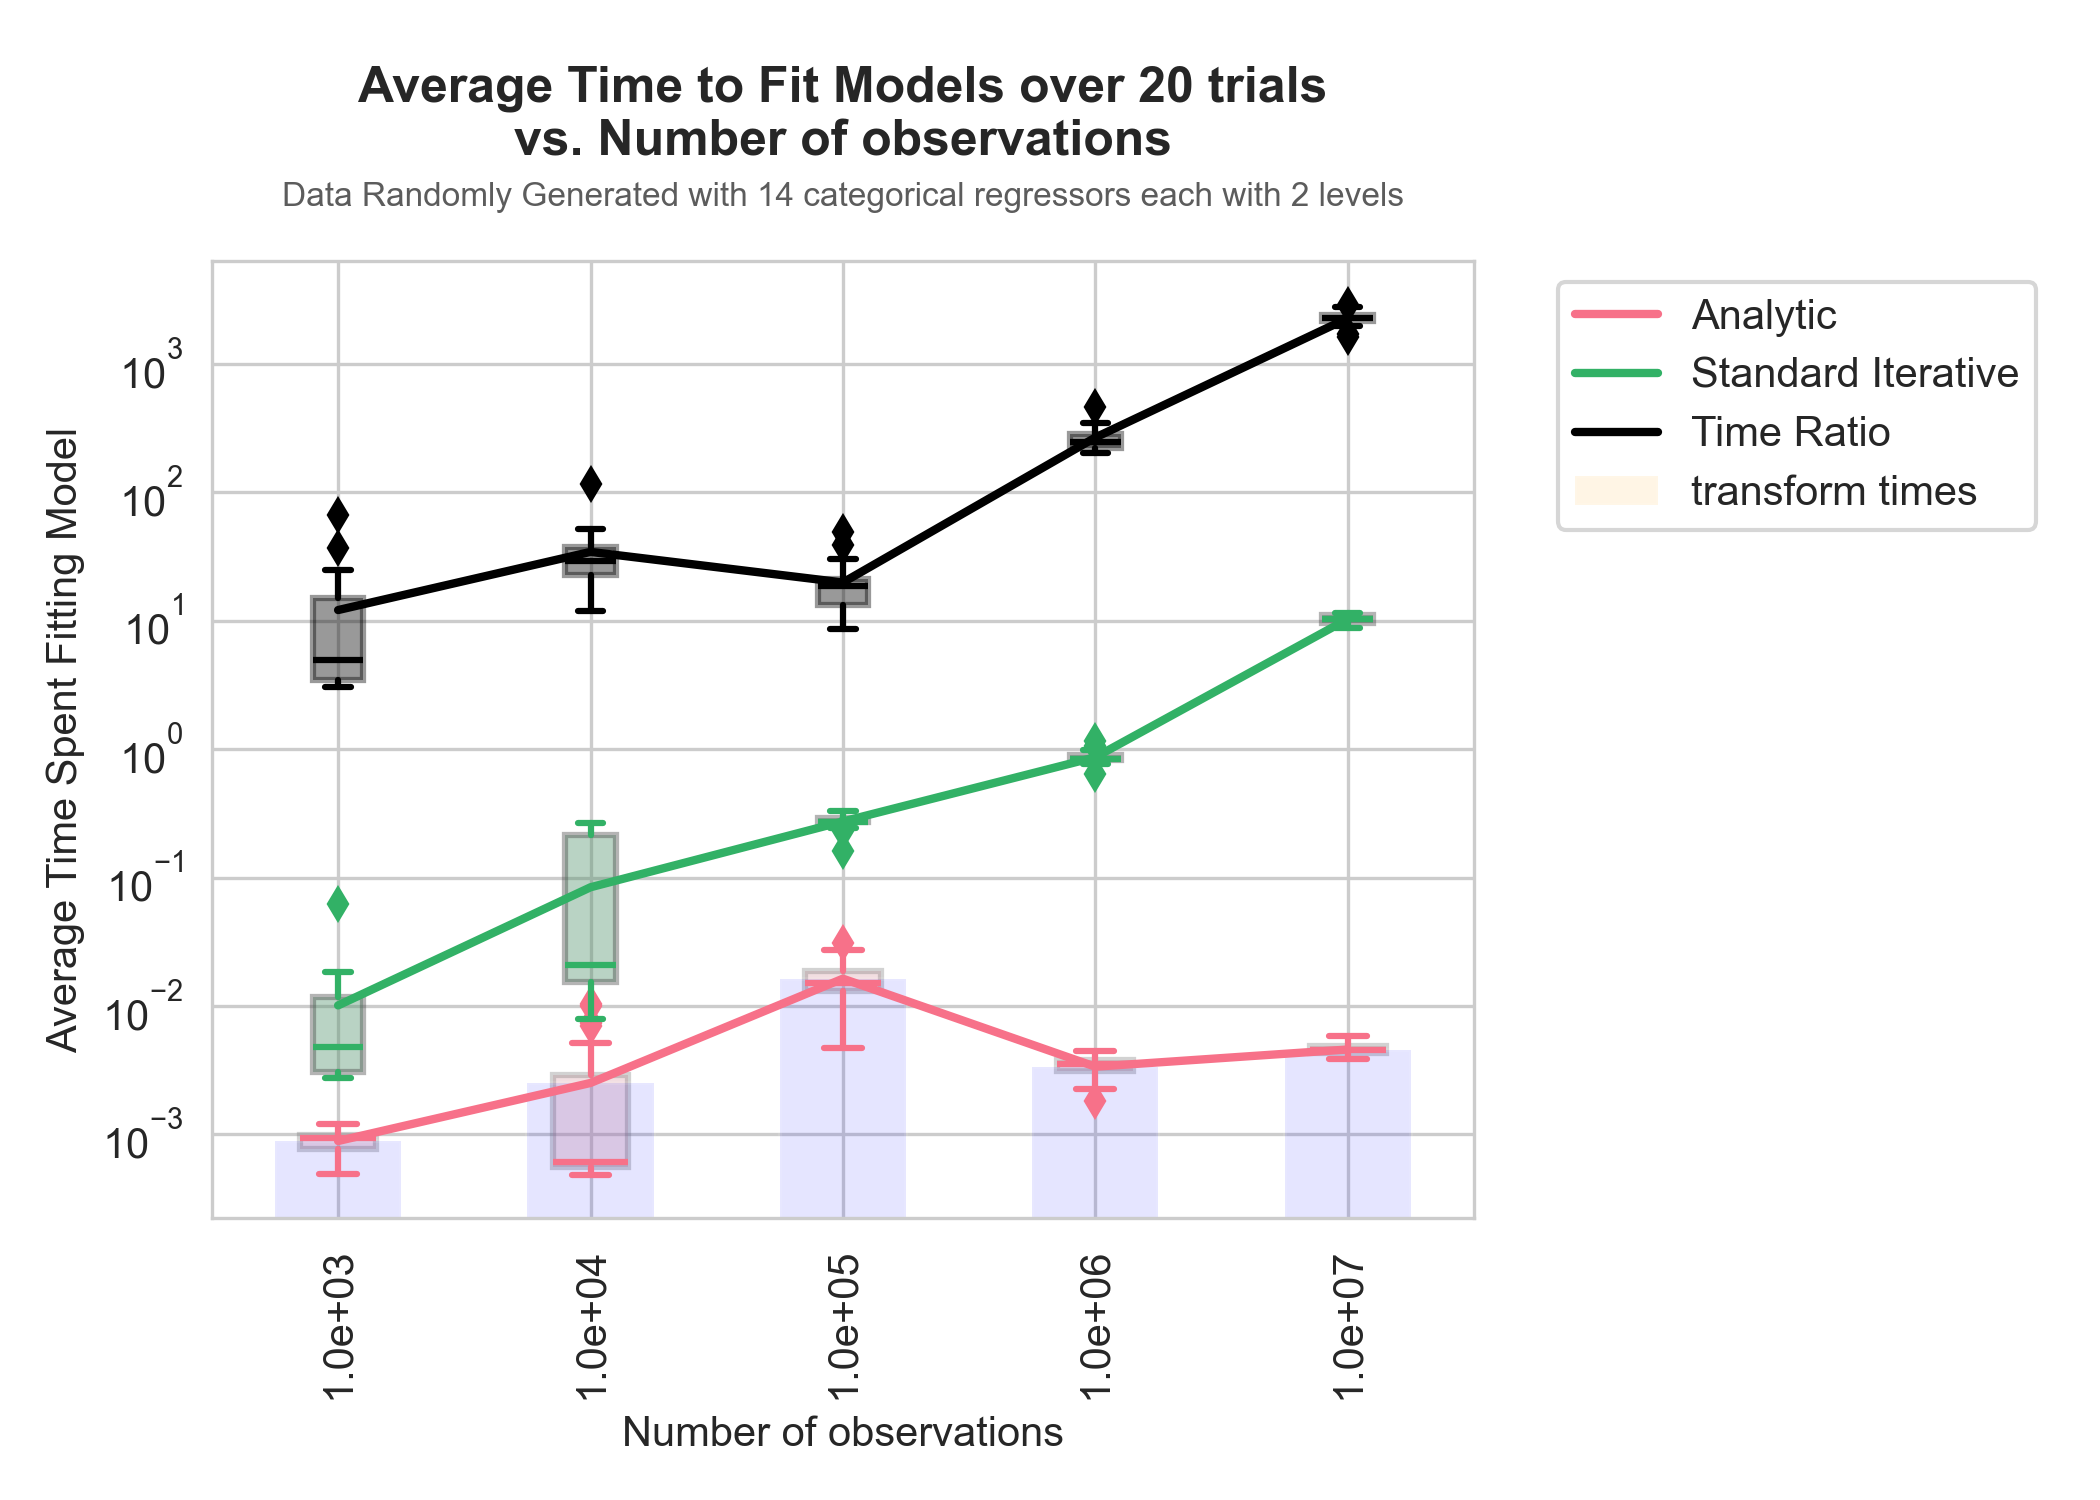 Average Time to Fit Models over 20 trials
vs. Number of observations
Data Randomly Generated with 14 categorical regressors each with 2 levels
Average Time Spent Fitting Model
10^3
10^2
10^1
10^0
10^−1
10^−2
10^−3
1.0e+03
1.0e+04
1.0e+05
1.0e+06
1.0e+07
Number of observations
Analytic
Standard Iterative
Time Ratio
transform times